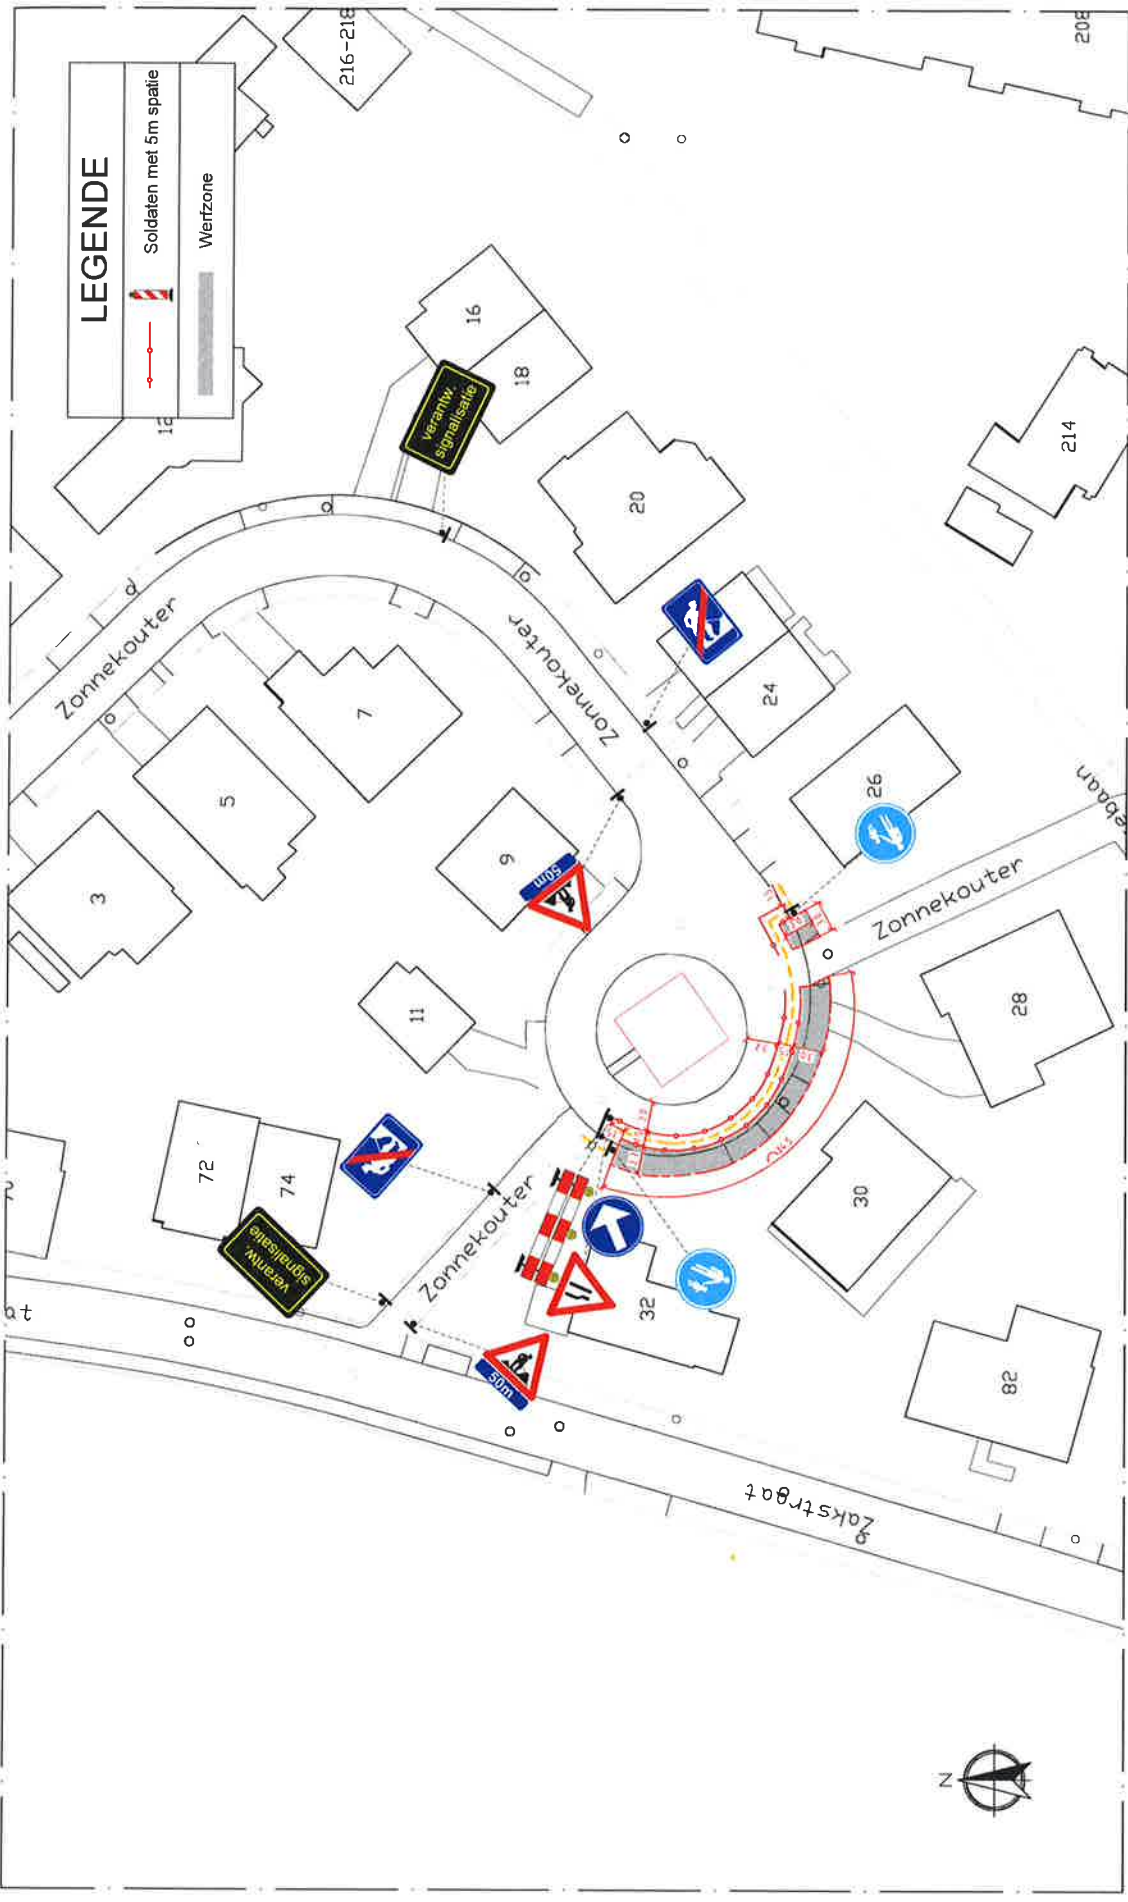 LEGENDE
Soldaten met 5m spatie
Werfzone
216-218
208
12
16
18
verantw.
signalisatie
20
214
Zonnekouter
Zonnekouter
7
5
3
24
26
9
50m
11
Zonnekouter
28
72
74
30
verantw.
signalisatie
Zonnekouter
32
50m
82
Zakstraat
N